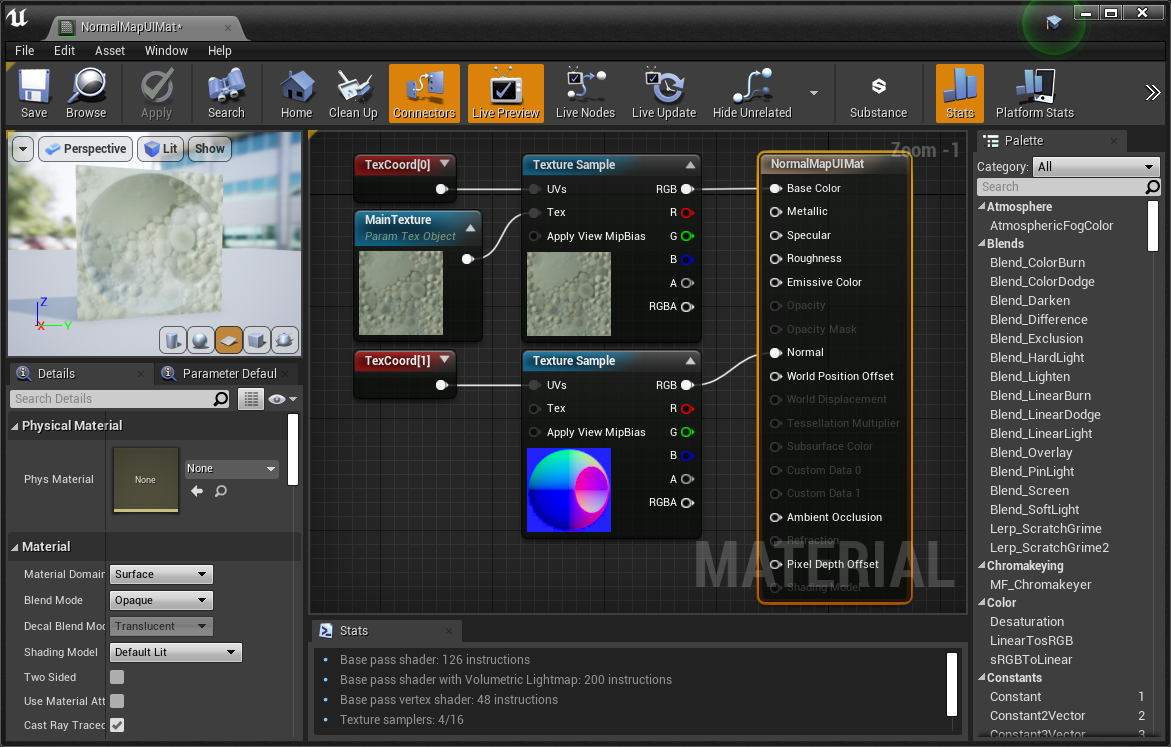 NormalMapUIMat*
File Edit Asset Window Help
Save Browse Apply Search Home Clean Up Connectors Live Preview Live Nodes Live Update Hide Unrelated Substance Stats Platform Stats
Perspective Lit Show
Z
X Y
Details Parameter Defaul
Search Details
Physical Material
Phys Material
None
None
Material
Material Domain Surface
Blend Mode Opaque
Decal Blend Mod Translucent
Shading Model Default Lit
Two Sided
Use Material Att
Cast Ray Traced
Zoom -1
TexCoord[0]
MainTexture
Param Tex Object
TexCoord[1]
Texture Sample
UVs RGB
Tex R
Apply View MipBias G
B
A
RGBA
Texture Sample
UVs RGB
Tex R
Apply View MipBias G
B
A
RGBA
NormalMapUIMat
Base Color
Metallic
Specular
Roughness
Emissive Color
Opacity
Opacity Mask
Normal
World Position Offset
World Displacement
Tessellation Multiplier
Subsurface Color
Custom Data 0
Custom Data 1
Ambient Occlusion
Refraction
Pixel Depth Offset
Shading Model
MATERIAL
Stats
Base pass shader: 126 instructions
Base pass shader with Volumetric Lightmap: 200 instructions
Base pass vertex shader: 48 instructions
Texture samplers: 4/16
Palette
Category: All
Search
Atmosphere
AtmosphericFogColor
Blends
Blend_ColorBurn
Blend_ColorDodge
Blend_Darken
Blend_Difference
Blend_Exclusion
Blend_HardLight
Blend_Lighten
Blend_LinearBurn
Blend_LinearDodge
Blend_LinearLight
Blend_Overlay
Blend_PinLight
Blend_Screen
Blend_SoftLight
Lerp_ScratchGrime
Lerp_ScratchGrime2
Chromakeying
MF_Chromakeyer
Color
Desaturation
LinearTosRGB
sRGBToLinear
Constants
Constant 1
Constant2Vector 2
Constant3Vector 3